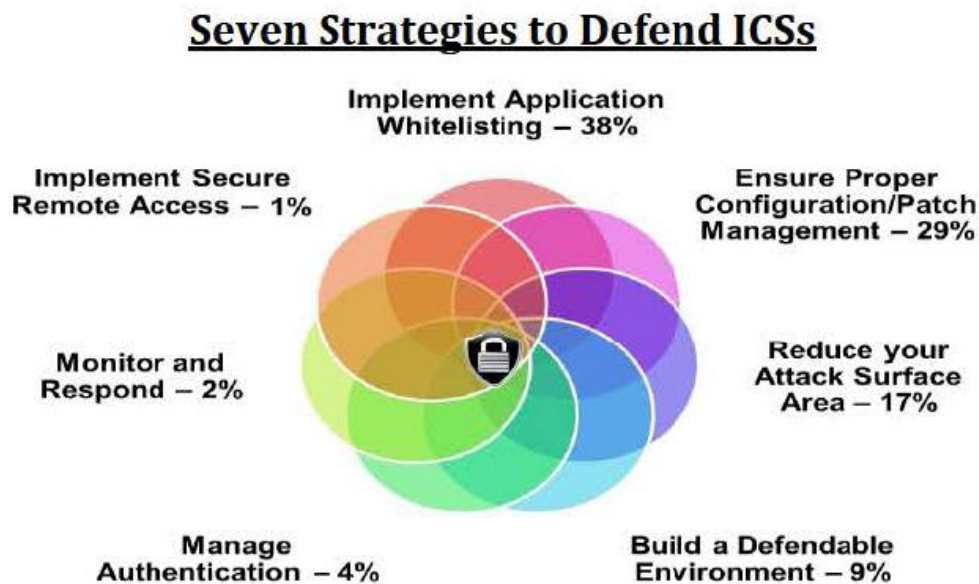 Seven Strategies to Defend ICSs
Implement Application
Whitelisting – 38%
Ensure Proper
Configuration/Patch
Management – 29%
Reduce your
Attack Surface
Area – 17%
Build a Defendable
Environment – 9%
Manage
Authentication – 4%
Monitor and
Respond – 2%
Implement Secure
Remote Access – 1%